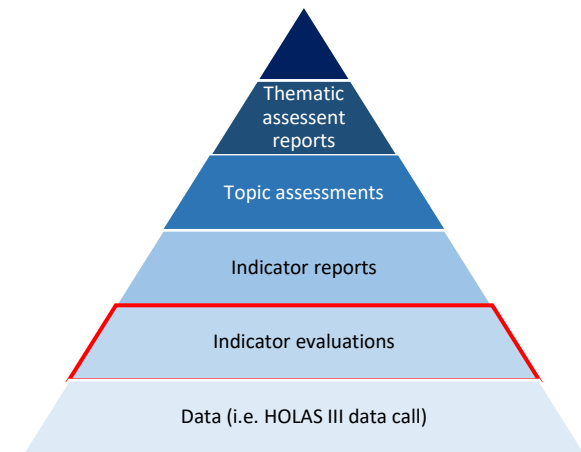 Thematic
assessent
reports
Topic assessments
Indicator reports
Indicator evaluations
Data (i.e. HOLAS III data call)